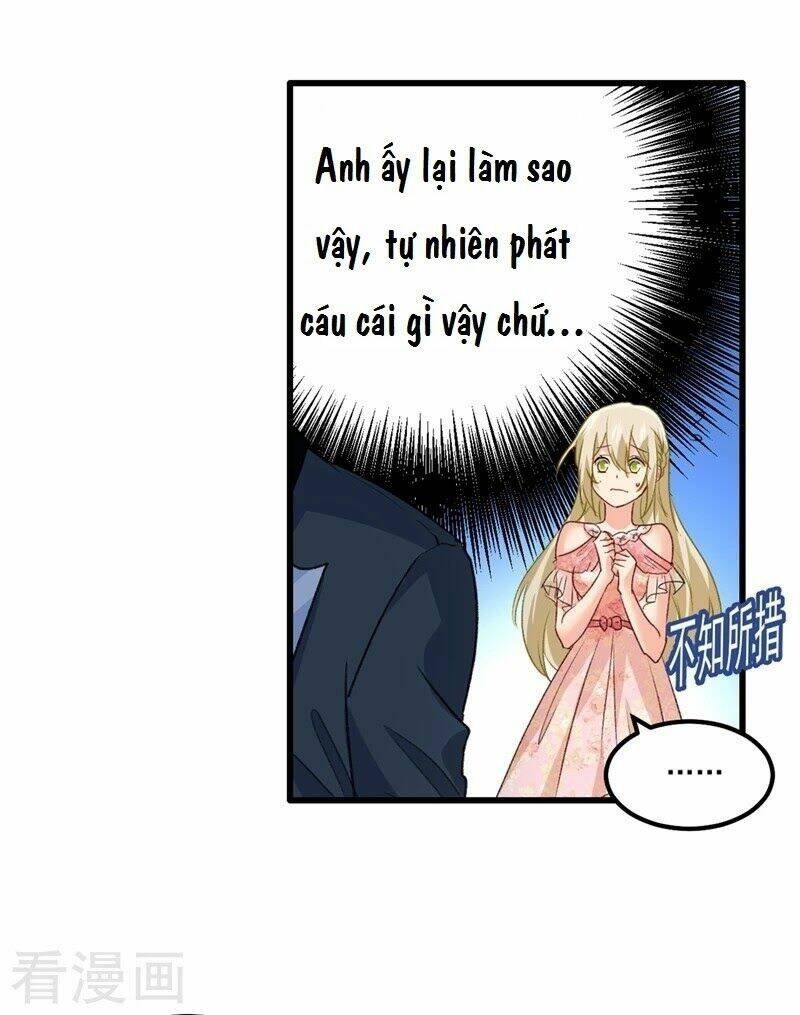 Anh ấy lại làm sao
vậy, tự nhiên phát
cáu cái gì vậy chứ...
不知所措
......
看漫画